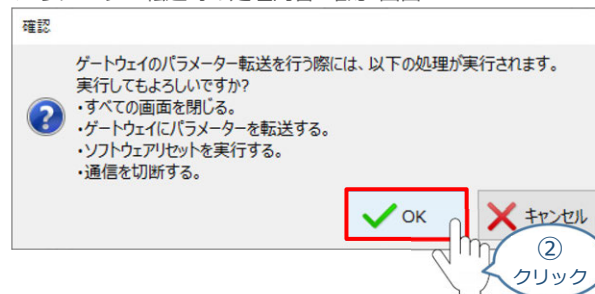 確認
ゲートウェイのパラメーター転送を行う際には、以下の処理が実行されます。
実行してもよろしいですか?
・すべての画面を閉じる。
・ゲートウェイにパラメーターを転送する。
・ソフトウェアリセットを実行する。
・通信を切断する。
OK
キャンセル
②
クリック